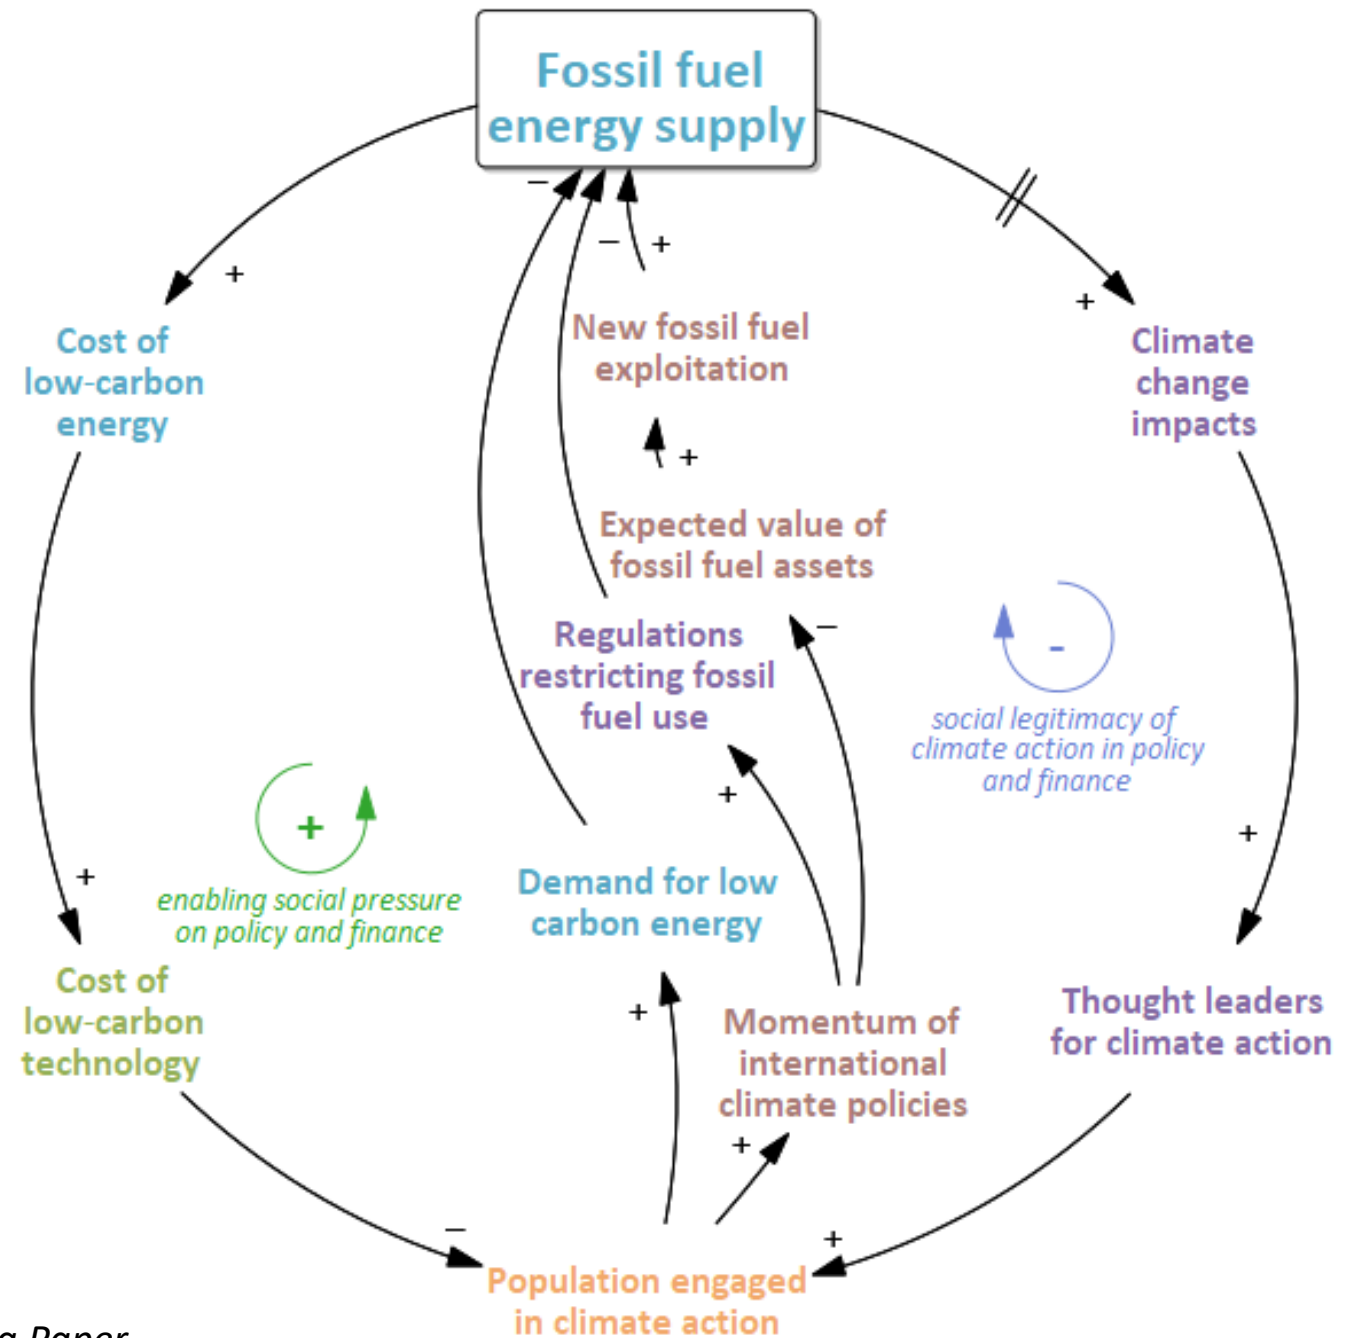 Fossil fuel
energy supply
–
–
+
+
+
New fossil fuel
exploitation
Cost of
low-carbon
energy
Climate
change
impacts
+
Expected value of
fossil fuel assets
–
Regulations
restricting fossil
fuel use
-
social legitimacy of
climate action in policy
and finance
+
+
enabling social pressure
on policy and finance
+
+
Demand for low
carbon energy
Cost of
low-carbon
technology
+
Momentum of
international
climate policies
Thought leaders
for climate action
+
–
+
Population engaged
in climate action
Paper